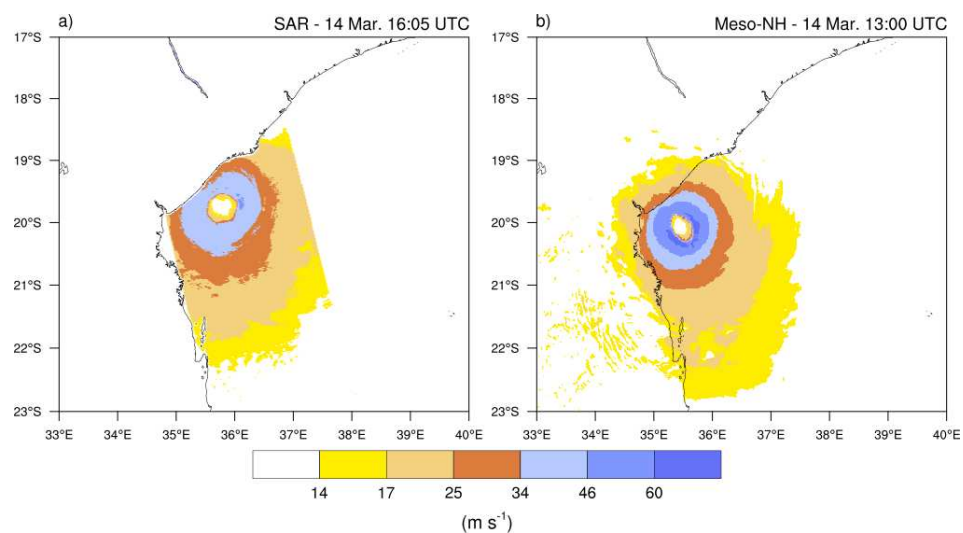 a) SAR - 14 Mar. 16:05 UTC
b) Meso-NH - 14 Mar. 13:00 UTC
17°S 17°S
18°S 18°S
19°S 19°S
20°S 20°S
21°S 21°S
22°S 22°S
23°S 23°S
33°E 34°E 35°E 36°E 37°E 38°E 39°E 40°E 33°E 34°E 35°E 36°E 37°E 38°E 39°E 40°E
14 17 25 34 46 60
(m s⁻¹)